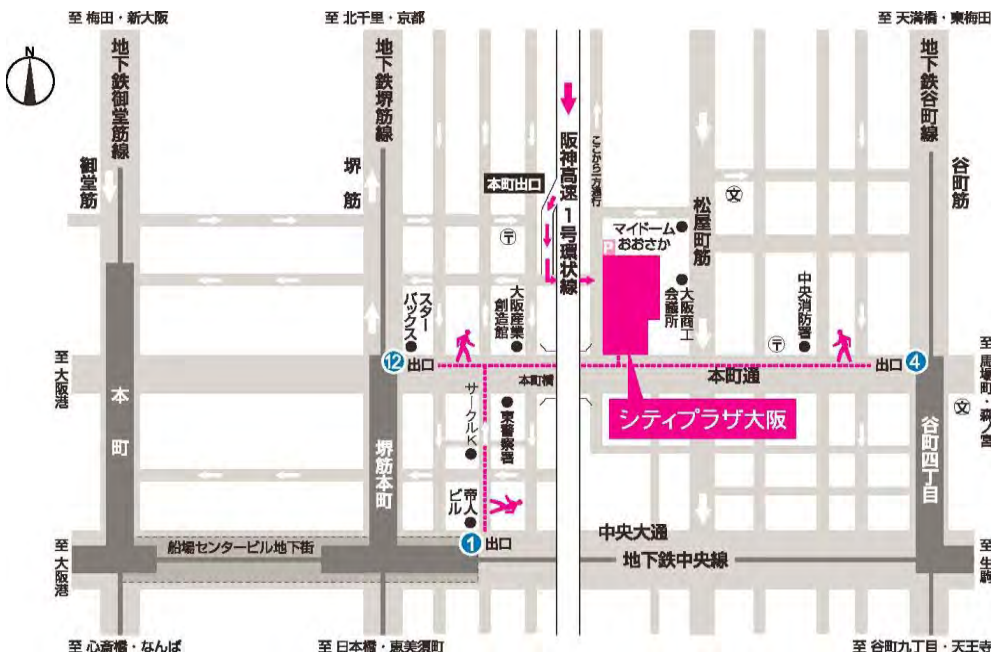 至 梅田・新大阪
至 北千里・京都
至 天満橋・東梅田
N
地下鉄御堂筋線
地下鉄堺筋線
阪神高速1号環状線
ここから一方通行
地下鉄谷町線
御堂筋
堺筋
本町出口
松屋町筋
谷町筋
文
〒
マイドーム
おおさか
P
スター
バックス
大阪産業
創造館
大阪商工
会議所
中央消防署
〒
至 大阪港
12 出口
出口 4
至 馬場町・森ノ宮
本町
本町橋
本町通
サークルK
東警察署
シティプラザ大阪
文
堺筋本町
谷町四丁目
帝人
ビル
1 出口
中央大通
至 大阪港
船場センタービル地下街
地下鉄中央線
至 生駒
至 心斎橋・なんば
至 日本橋・恵美須町
至 谷町九丁目・天王寺